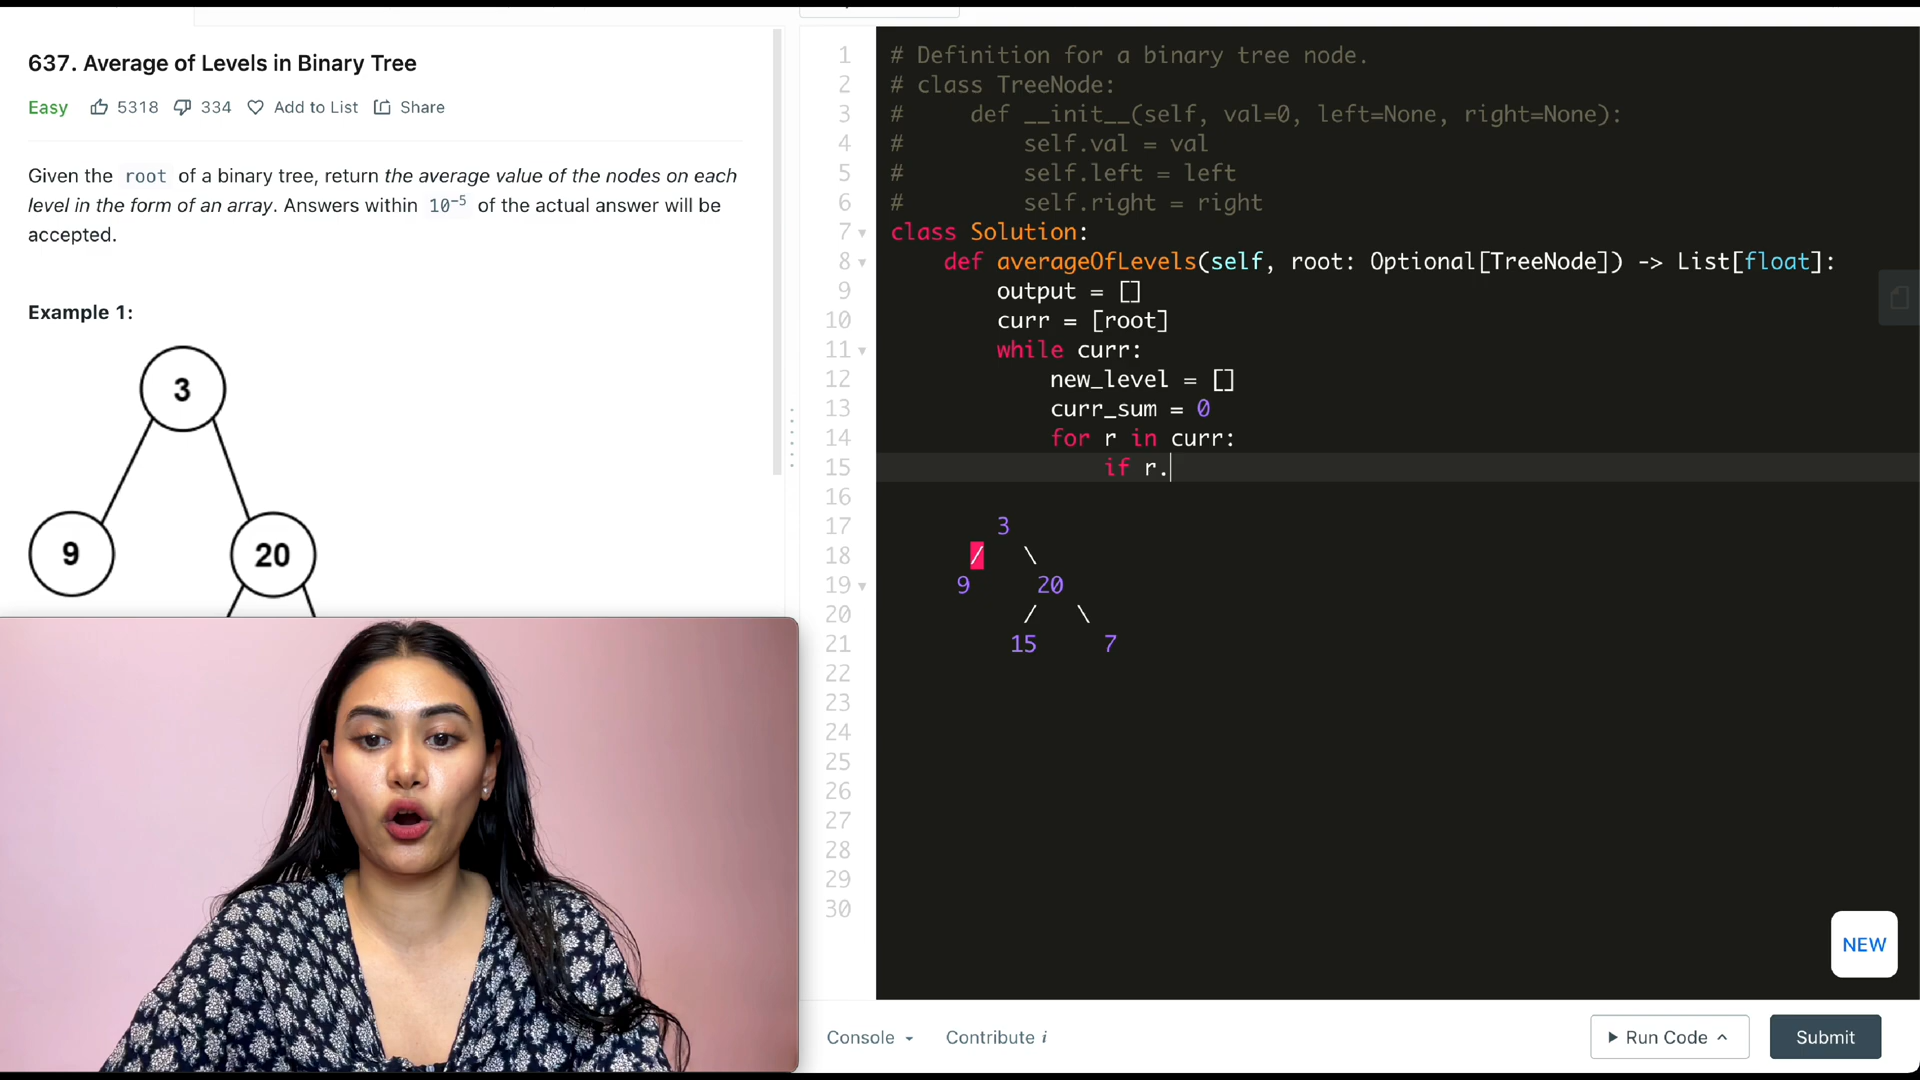 637. Average of Levels in Binary Tree
Easy 5318 334 Add to List Share
Given the root of a binary tree, return the average value of the nodes on each
level in the form of an array. Answers within 10⁻⁵ of the actual answer will be
accepted.
Example 1:
3
9 20
1 # Definition for a binary tree node.
2 # class TreeNode:
3 #     def __init__(self, val=0, left=None, right=None):
4 #         self.val = val
5 #         self.left = left
6 #         self.right = right
7 class Solution:
8     def averageOfLevels(self, root: Optional[TreeNode]) -> List[float]:
9         output = []
10         curr = [root]
11         while curr:
12             new_level = []
13             curr_sum = 0
14             for r in curr:
15                 if r.
16
17         3
18       /   \
19      9     20
20           /   \
21          15     7
22
23
24
25
26
27
28
29
30
NEW
Console Contribute i Run Code Submit